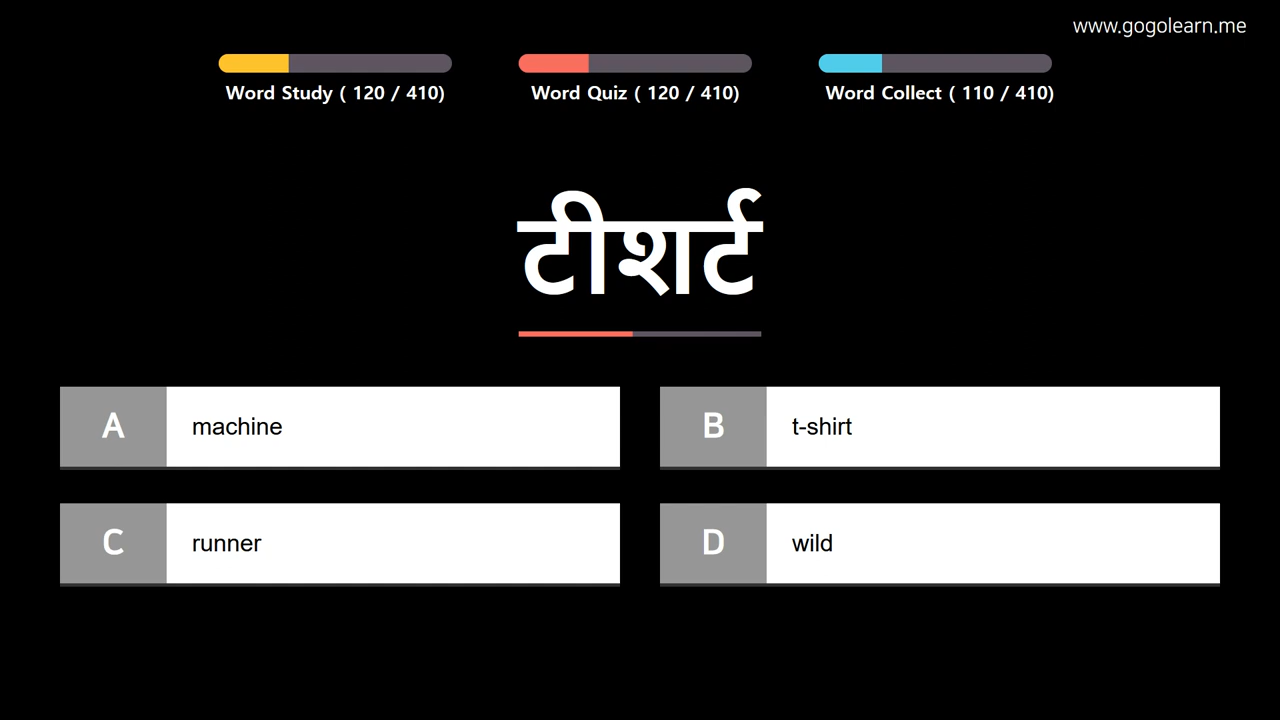 www.gogolearn.me
Word Study ( 120 / 410)
Word Quiz ( 120 / 410)
Word Collect ( 110 / 410)
टीशर्ट
A machine
B t-shirt
C runner
D wild